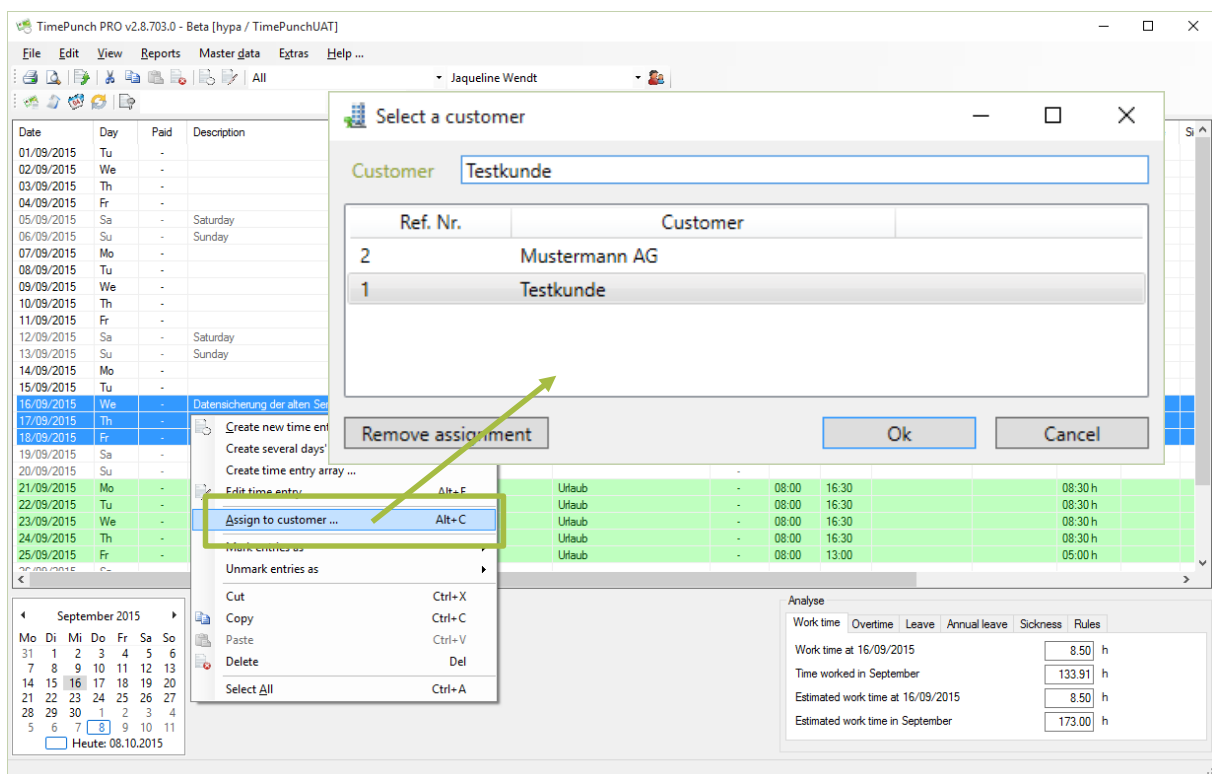 TimePunch PRO v2.8.703.0 - Beta [hypa / TimePunchUAT]
File Edit View Reports Master data Extras Help ...
All Jaqueline Wendt
Select a customer
Customer Testkunde
Ref. Nr. Customer
2 Mustermann AG
1 Testkunde
Remove assignment Ok Cancel
Date Day Paid Description
01/09/2015 Tu -
02/09/2015 We -
03/09/2015 Th -
04/09/2015 Fr -
05/09/2015 Sa - Saturday
06/09/2015 Su - Sunday
07/09/2015 Mo -
08/09/2015 Tu -
09/09/2015 We -
10/09/2015 Th -
11/09/2015 Fr -
12/09/2015 Sa - Saturday
13/09/2015 Su - Sunday
14/09/2015 Mo -
15/09/2015 Tu -
16/09/2015 We - Datensicherung der alten
17/09/2015 Th -
18/09/2015 Fr -
19/09/2015 Sa -
20/09/2015 Su - -
21/09/2015 Mo - Urlaub - 08:00 16:30 08:30 h
22/09/2015 Tu - Urlaub - 08:00 16:30 08:30 h
23/09/2015 We - Urlaub - 08:00 16:30 08:30 h
24/09/2015 Th - Urlaub - 08:00 16:30 08:30 h
25/09/2015 Fr - Urlaub - 08:00 13:00 05:00 h
Create new time
Create several days'
Create time entry array ...
Edit time entry
Assign to customer ... Alt+C
Mark entries as
Unmark entries as
Cut Ctrl+X
Copy Ctrl+C
Paste Ctrl+V
Delete Del
Select All Ctrl+A
September 2015
Mo Di Mi Do Fr Sa So
31 1 2 3 4 5 6
7 8 9 10 11 12 13
14 15 16 17 18 19 20
21 22 23 24 25 26 27
28 29 30 1 2 3 4
5 6 7 8 9 10 11
Heute: 08.10.2015
Analyse
Work time Overtime Leave Annual leave Sickness Rules
Work time at 16/09/2015 8.50 h
Time worked in September 133.91 h
Estimated work time at 16/09/2015 8.50 h
Estimated work time in September 173.00 h